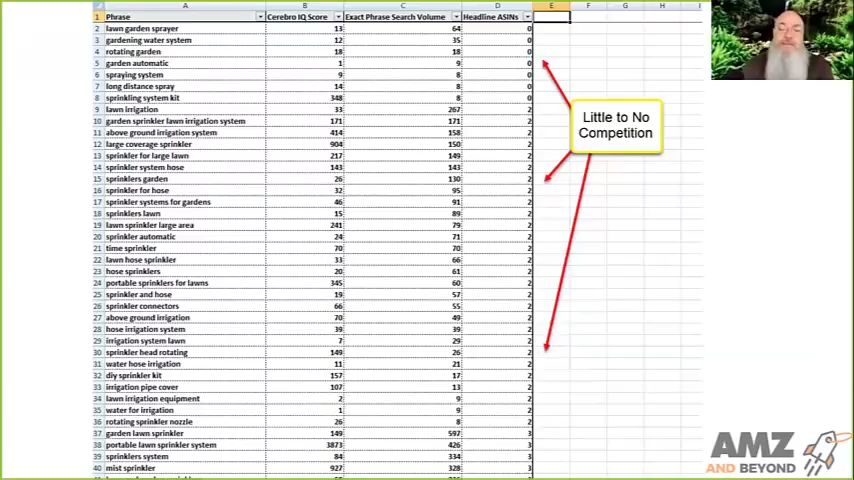 A B C D E F G H I
1 Phrase Cerebro IQ Score Exact Phrase Search Volume Headline ASINs
2 lawn garden sprayer 13 64 0
3 gardening water system 12 35 0
4 rotating garden 18 18 0
5 garden automatic 1 9 0
6 spraying system 9 8 0
7 long distance spray 14 8 0
8 sprinkling system kit 348 8 0
9 lawn irrigation 33 267 2
10 garden sprinkler lawn irrigation system 171 171 2
11 above ground irrigation system 414 158 2
12 large coverage sprinkler 904 150 2
13 sprinkler for large lawn 217 149 2
14 sprinkler system hose 143 143 2
15 sprinklers garden 26 130 2
16 sprinkler for hose 32 95 2
17 sprinkler systems for gardens 46 91 2
18 sprinklers lawn 15 89 2
19 lawn sprinkler large area 241 79 2
20 sprinkler automatic 24 71 2
21 time sprinkler 70 70 2
22 lawn hose sprinkler 33 66 2
23 hose sprinklers 20 61 2
24 portable sprinklers for lawns 345 60 2
25 sprinkler and hose 19 57 2
26 sprinkler connectors 66 55 2
27 above ground irrigation 70 49 2
28 hose irrigation system 39 39 2
29 irrigation system lawn 7 29 2
30 sprinkler head rotating 149 26 2
31 water hose irrigation 11 21 2
32 diy sprinkler kit 157 17 2
33 irrigation pipe cover 107 13 2
34 lawn irrigation equipment 2 9 2
35 water for irrigation 1 9 2
36 rotating sprinkler nozzle 26 8 2
37 garden lawn sprinkler 149 597 3
38 portable lawn sprinkler system 3873 426 3
39 sprinklers system 84 334 3
40 mist sprinkler 927 328 3
Little to No
Competition
AMZ
AND BEYOND